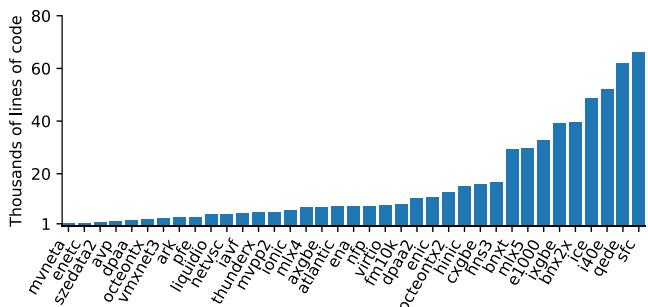 Thousands of lines of code
80
60
40
20
1
mvneta
enetc
szedata2
avp
dpaa
octeontx
vmxnet3
ark
pfe
liquidio
netvsc
iavf
thunderx
mvpp2
ionic
mlx4
axgbe
atlantic
ena
nfp
virtio
fm10k
dpaa2
enic
octeontx2
hinic
cxgbe
hns3
bnxt
mlx5
e1000
ixgbe
bnx2x
ice
i40e
qede
sfc